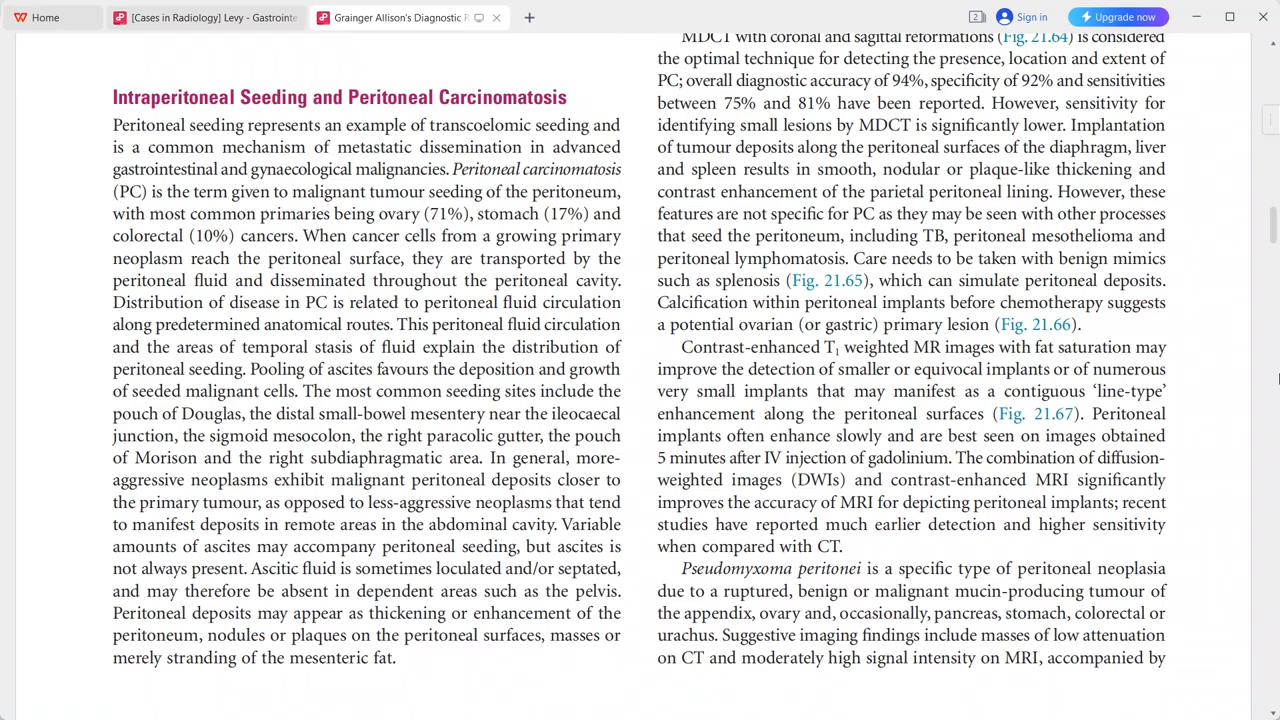 Home
[Cases in Radiology] Levy - Gastrointe
Grainger Allison's Diagnostic R
2
Sign in
Upgrade now
Intraperitoneal Seeding and Peritoneal Carcinomatosis
Peritoneal seeding represents an example of transcoelomic seeding and
is a common mechanism of metastatic dissemination in advanced
gastrointestinal and gynaecological malignancies. Peritoneal carcinomatosis
(PC) is the term given to malignant tumour seeding of the peritoneum,
with most common primaries being ovary (71%), stomach (17%) and
colorectal (10%) cancers. When cancer cells from a growing primary
neoplasm reach the peritoneal surface, they are transported by the
peritoneal fluid and disseminated throughout the peritoneal cavity.
Distribution of disease in PC is related to peritoneal fluid circulation
along predetermined anatomical routes. This peritoneal fluid circulation
and the areas of temporal stasis of fluid explain the distribution of
peritoneal seeding. Pooling of ascites favours the deposition and growth
of seeded malignant cells. The most common seeding sites include the
pouch of Douglas, the distal small-bowel mesentery near the ileocaecal
junction, the sigmoid mesocolon, the right paracolic gutter, the pouch
of Morison and the right subdiaphragmatic area. In general, more-
aggressive neoplasms exhibit malignant peritoneal deposits closer to
the primary tumour, as opposed to less-aggressive neoplasms that tend
to manifest deposits in remote areas in the abdominal cavity. Variable
amounts of ascites may accompany peritoneal seeding, but ascites is
not always present. Ascitic fluid is sometimes loculated and/or septated,
and may therefore be absent in dependent areas such as the pelvis.
Peritoneal deposits may appear as thickening or enhancement of the
peritoneum, nodules or plaques on the peritoneal surfaces, masses or
merely stranding of the mesenteric fat.
MDCT with coronal and sagittal reformations (Fig. 21.64) is considered
the optimal technique for detecting the presence, location and extent of
PC; overall diagnostic accuracy of 94%, specificity of 92% and sensitivities
between 75% and 81% have been reported. However, sensitivity for
identifying small lesions by MDCT is significantly lower. Implantation
of tumour deposits along the peritoneal surfaces of the diaphragm, liver
and spleen results in smooth, nodular or plaque-like thickening and
contrast enhancement of the parietal peritoneal lining. However, these
features are not specific for PC as they may be seen with other processes
that seed the peritoneum, including TB, peritoneal mesothelioma and
peritoneal lymphomatosis. Care needs to be taken with benign mimics
such as splenosis (Fig. 21.65), which can simulate peritoneal deposits.
Calcification within peritoneal implants before chemotherapy suggests
a potential ovarian (or gastric) primary lesion (Fig. 21.66).
Contrast-enhanced T₁ weighted MR images with fat saturation may
improve the detection of smaller or equivocal implants or of numerous
very small implants that may manifest as a contiguous ‘line-type’
enhancement along the peritoneal surfaces (Fig. 21.67). Peritoneal
implants often enhance slowly and are best seen on images obtained
5 minutes after IV injection of gadolinium. The combination of diffusion-
weighted images (DWIs) and contrast-enhanced MRI significantly
improves the accuracy of MRI for depicting peritoneal implants; recent
studies have reported much earlier detection and higher sensitivity
when compared with CT.
Pseudomyxoma peritonei is a specific type of peritoneal neoplasia
due to a ruptured, benign or malignant mucin-producing tumour of
the appendix, ovary and, occasionally, pancreas, stomach, colorectal or
urachus. Suggestive imaging findings include masses of low attenuation
on CT and moderately high signal intensity on MRI, accompanied by